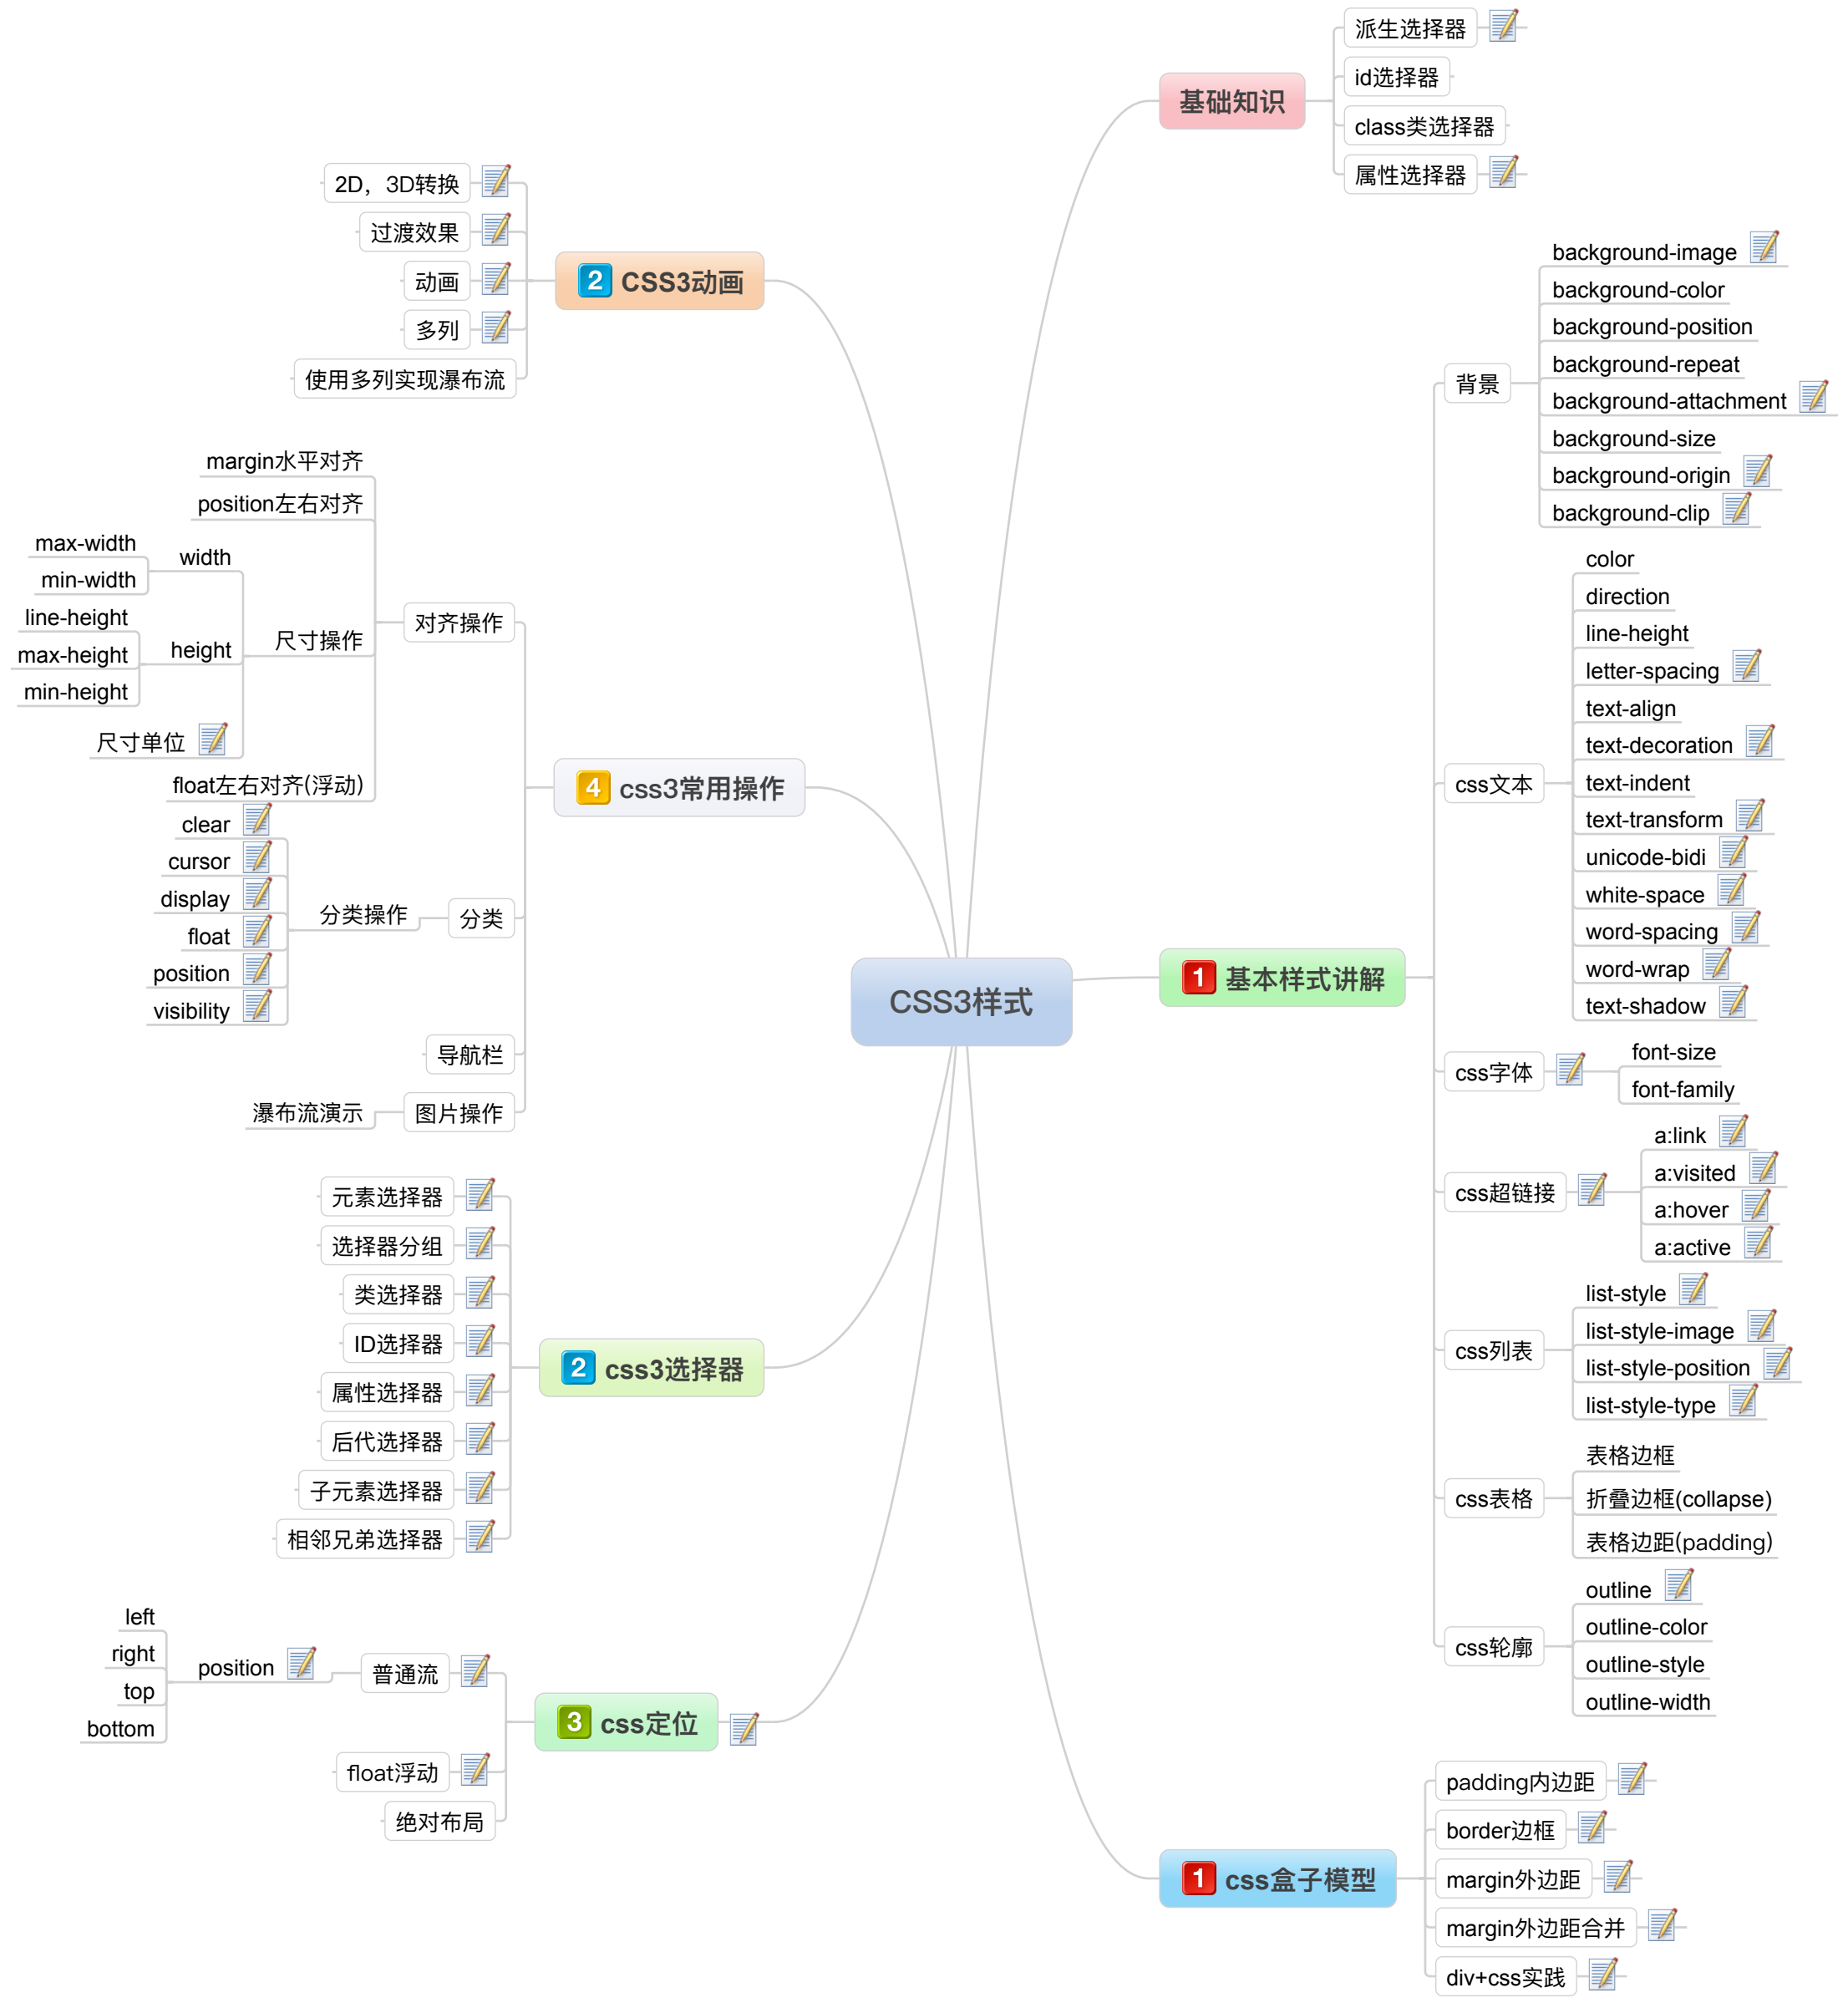 CSS3样式
基础知识
派生选择器
id选择器
class类选择器
属性选择器
1 基本样式讲解
背景
background-image
background-color
background-position
background-repeat
background-attachment
background-size
background-origin
background-clip
css文本
color
direction
line-height
letter-spacing
text-align
text-decoration
text-indent
text-transform
unicode-bidi
white-space
word-spacing
word-wrap
text-shadow
css字体
font-size
font-family
css超链接
a:link
a:visited
a:hover
a:active
css列表
list-style
list-style-image
list-style-position
list-style-type
css表格
表格边框
折叠边框(collapse)
表格边距(padding)
css轮廓
outline
outline-color
outline-style
outline-width
1 css盒子模型
padding内边距
border边框
margin外边距
margin外边距合并
div+css实践
2 CSS3动画
2D，3D转换
过渡效果
动画
多列
使用多列实现瀑布流
4 css3常用操作
对齐操作
margin水平对齐
position左右对齐
尺寸操作
width
max-width
min-width
height
line-height
max-height
min-height
尺寸单位
float左右对齐(浮动)
分类
分类操作
clear
cursor
display
float
position
visibility
导航栏
图片操作
瀑布流演示
2 css3选择器
元素选择器
选择器分组
类选择器
ID选择器
属性选择器
后代选择器
子元素选择器
相邻兄弟选择器
3 css定位
普通流
position
left
right
top
bottom
float浮动
绝对布局